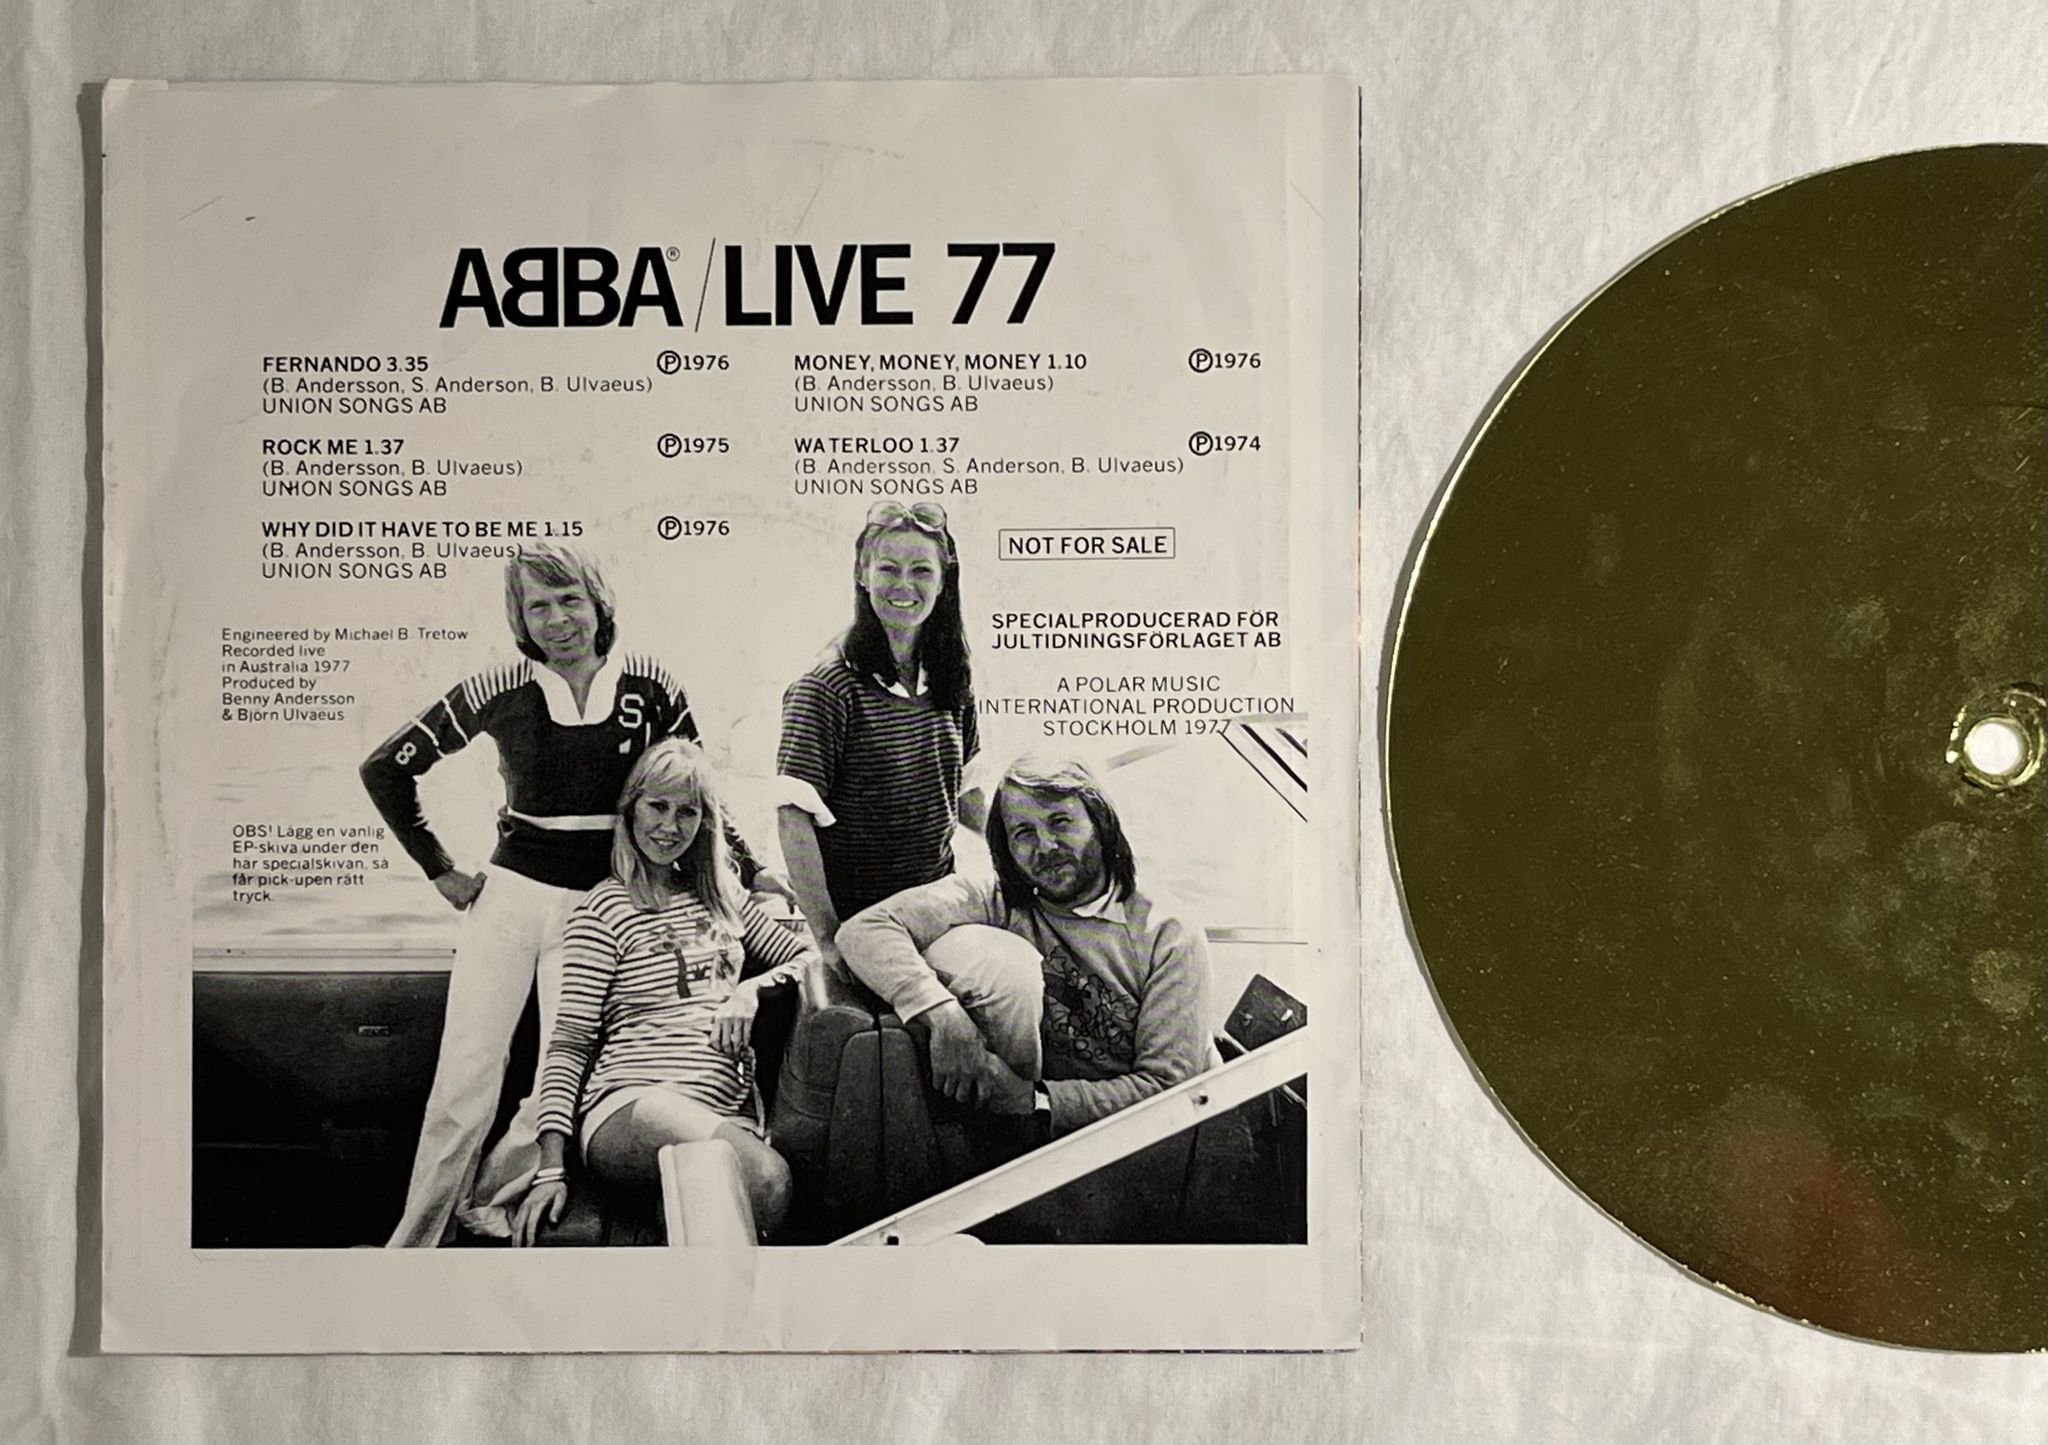 ABBA® / LIVE 77
FERNANDO 3.35 ℗1976
(B. Andersson, S. Anderson, B. Ulvaeus)
UNION SONGS AB
ROCK ME 1.37 ℗1975
(B. Andersson, B. Ulvaeus)
UNION SONGS AB
WHY DID IT HAVE TO BE ME 1.15 ℗1976
(B. Andersson, B. Ulvaeus)
UNION SONGS AB
MONEY, MONEY, MONEY 1.10 ℗1976
(B. Andersson, B. Ulvaeus)
UNION SONGS AB
WATERLOO 1.37 ℗1974
(B. Andersson, S. Anderson, B. Ulvaeus)
UNION SONGS AB
NOT FOR SALE
SPECIALPRODUCERAD FÖR
JULTIDNINGSFÖRLAGET AB
A POLAR MUSIC
INTERNATIONAL PRODUCTION
STOCKHOLM 1977
Engineered by Michael B. Tretow
Recorded live
in Australia 1977
Produced by
Benny Andersson
& Björn Ulvaeus
OBS! Lägg en vanlig
EP-skiva under den
här specialskivan, så
får pick-upen rätt
tryck.
S
8